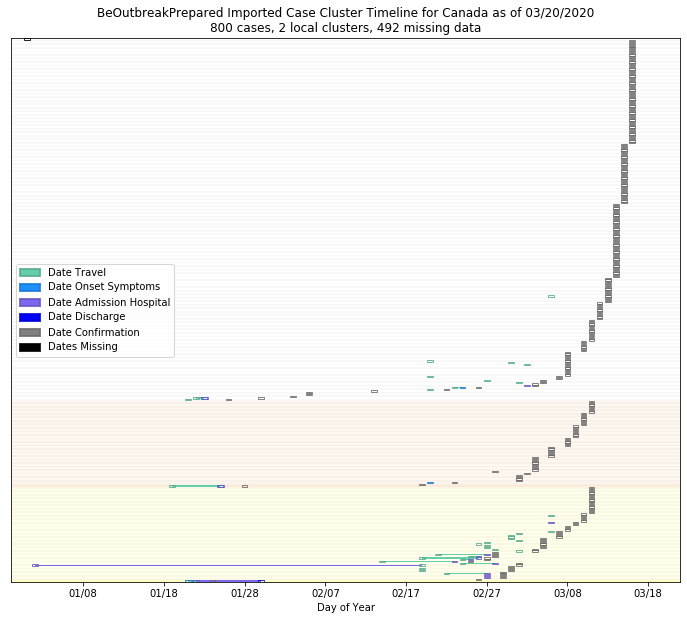 BeOutbreakPrepared Imported Case Cluster Timeline for Canada as of 03/20/2020
800 cases, 2 local clusters, 492 missing data
Date Travel
Date Onset Symptoms
Date Admission Hospital
Date Discharge
Date Confirmation
Dates Missing
01/08 01/18 01/28 02/07 02/17 02/27 03/08 03/18
Day of Year